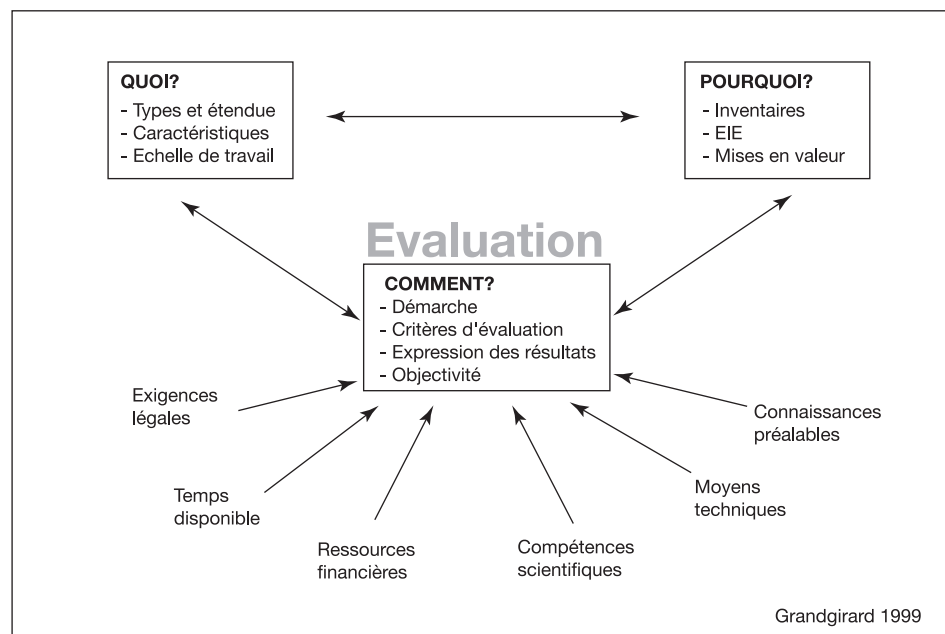 QUOI?
- Types et étendue
- Caractéristiques
- Echelle de travail
POURQUOI?
- Inventaires
- EIE
- Mises en valeur
Evaluation
COMMENT?
- Démarche
- Critères d'évaluation
- Expression des résultats
- Objectivité
Exigences
légales
Temps
disponible
Ressources
financières
Compétences
scientifiques
Moyens
techniques
Connaissances
préalables
Grandgirard 1999